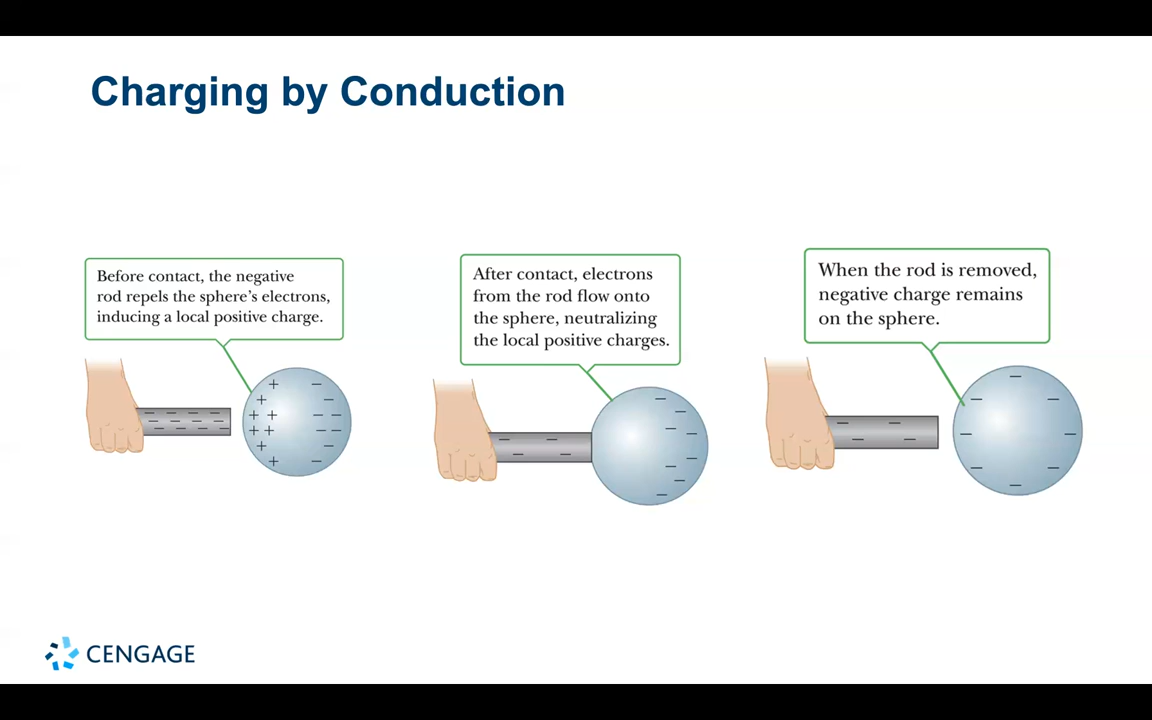 Charging by Conduction
Before contact, the negative
rod repels the sphere's electrons,
inducing a local positive charge.
After contact, electrons
from the rod flow onto
the sphere, neutralizing
the local positive charges.
When the rod is removed,
negative charge remains
on the sphere.
CENGAGE